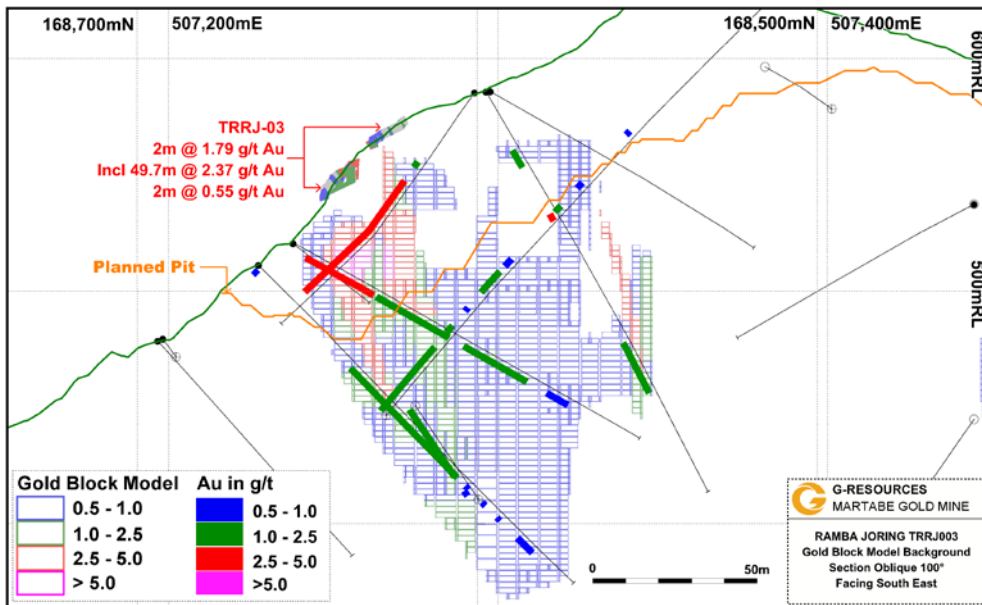 168,700mN 507,200mE
168,500mN 507,400mE
600mRL
TRRJ-03
2m @ 1.79 g/t Au
Incl 49.7m @ 2.37 g/t Au
2m @ 0.55 g/t Au
Planned Pit
500mRL
Gold Block Model
0.5 - 1.0
1.0 - 2.5
2.5 - 5.0
> 5.0
Au in g/t
0.5 - 1.0
1.0 - 2.5
2.5 - 5.0
>5.0
0 50m
G-RESOURCES
MARTABE GOLD MINE
RAMBA JORING TRRJ003
Gold Block Model Background
Section Oblique 100°
Facing South East